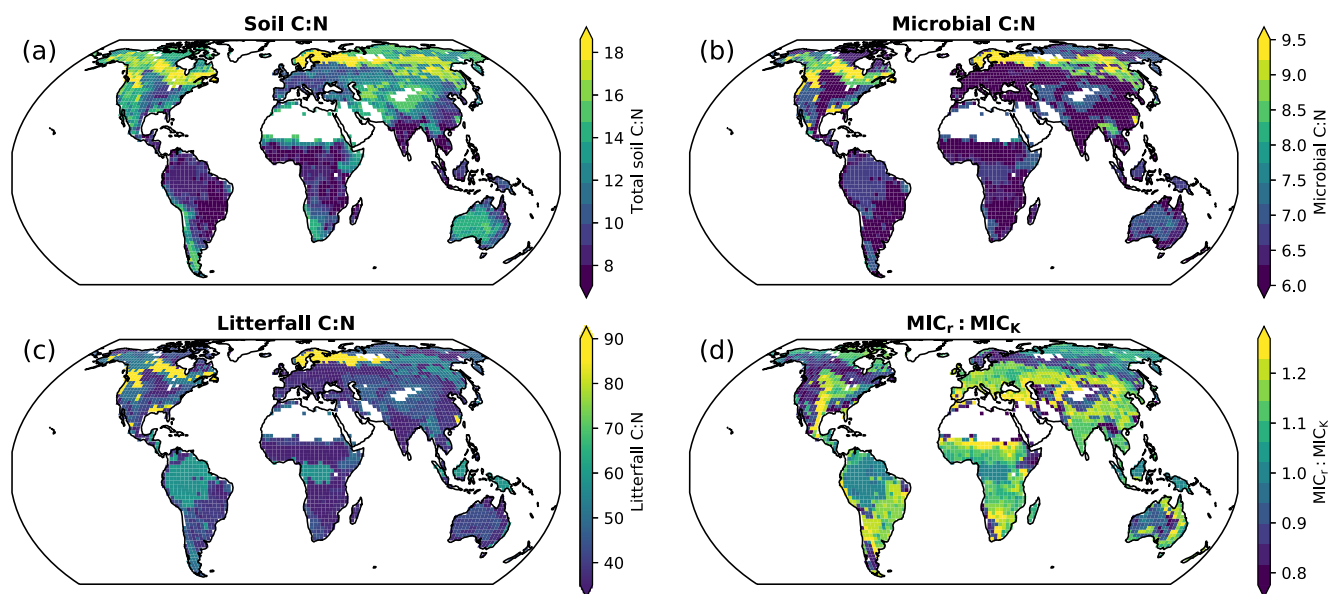 Soil C:N
(a)
18
16
14
12
10
8
Total soil C:N
Microbial C:N
(b)
9.5
9.0
8.5
8.0
7.5
7.0
6.5
6.0
Microbial C:N
Litterfall C:N
(c)
90
80
70
60
50
40
Litterfall C:N
MICr : MICK
(d)
1.2
1.1
1.0
0.9
0.8
MICr : MICK